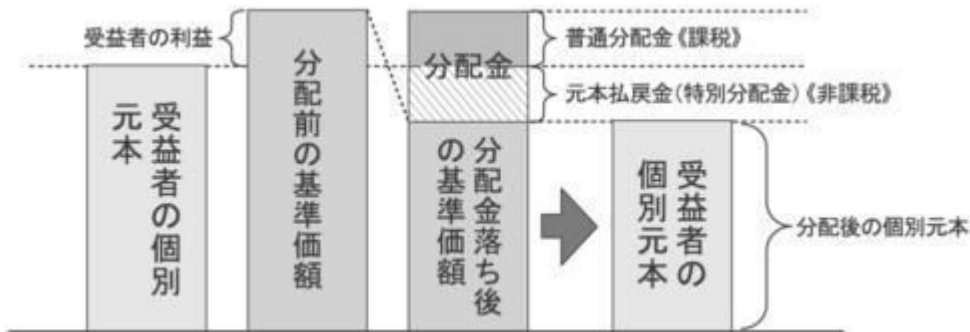 受益者の利益
受益者の個別
元本
分配前の基準価額
分配金
分配金落ち後
の基準価額
普通分配金《課税》
元本払戻金(特別分配金)《非課税》
受益者の
個別元本
分配後の個別元本